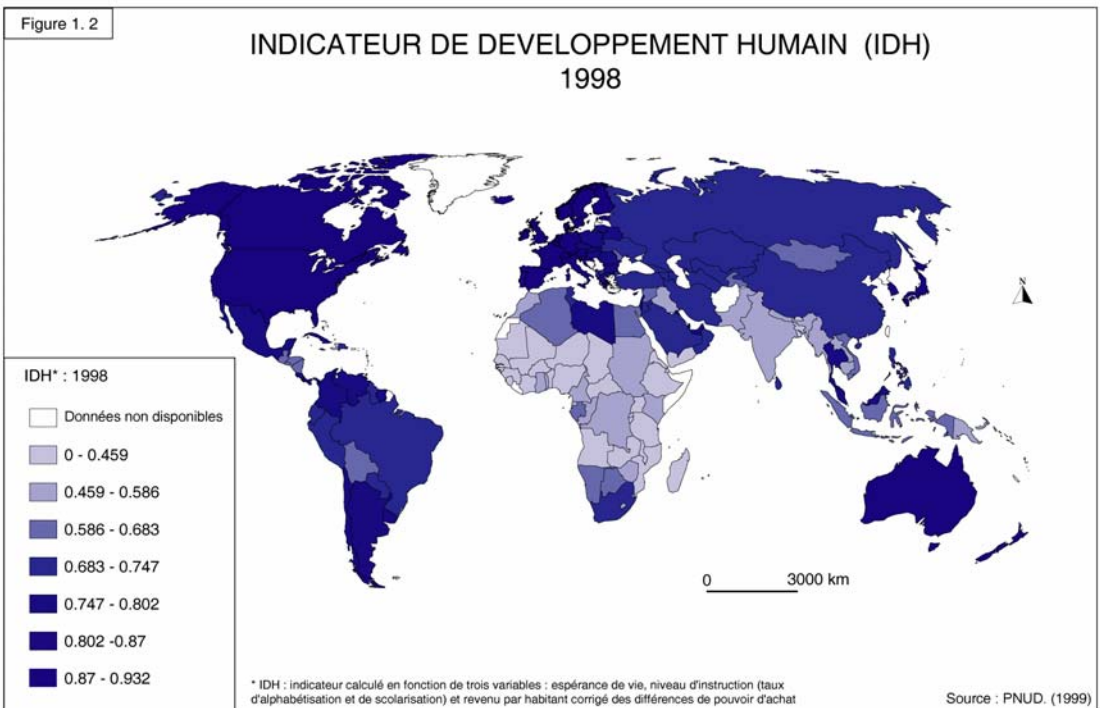 Figure 1. 2
INDICATEUR DE DEVELOPPEMENT HUMAIN (IDH)
1998
N
IDH* : 1998
Données non disponibles
0 - 0.459
0.459 - 0.586
0.586 - 0.683
0.683 - 0.747
0.747 - 0.802
0.802 -0.87
0.87 - 0.932
0 3000 km
* IDH : indicateur calculé en fonction de trois variables : espérance de vie, niveau d'instruction (taux
d'alphabétisation et de scolarisation) et revenu par habitant corrigé des différences de pouvoir d'achat
Source : PNUD. (1999)